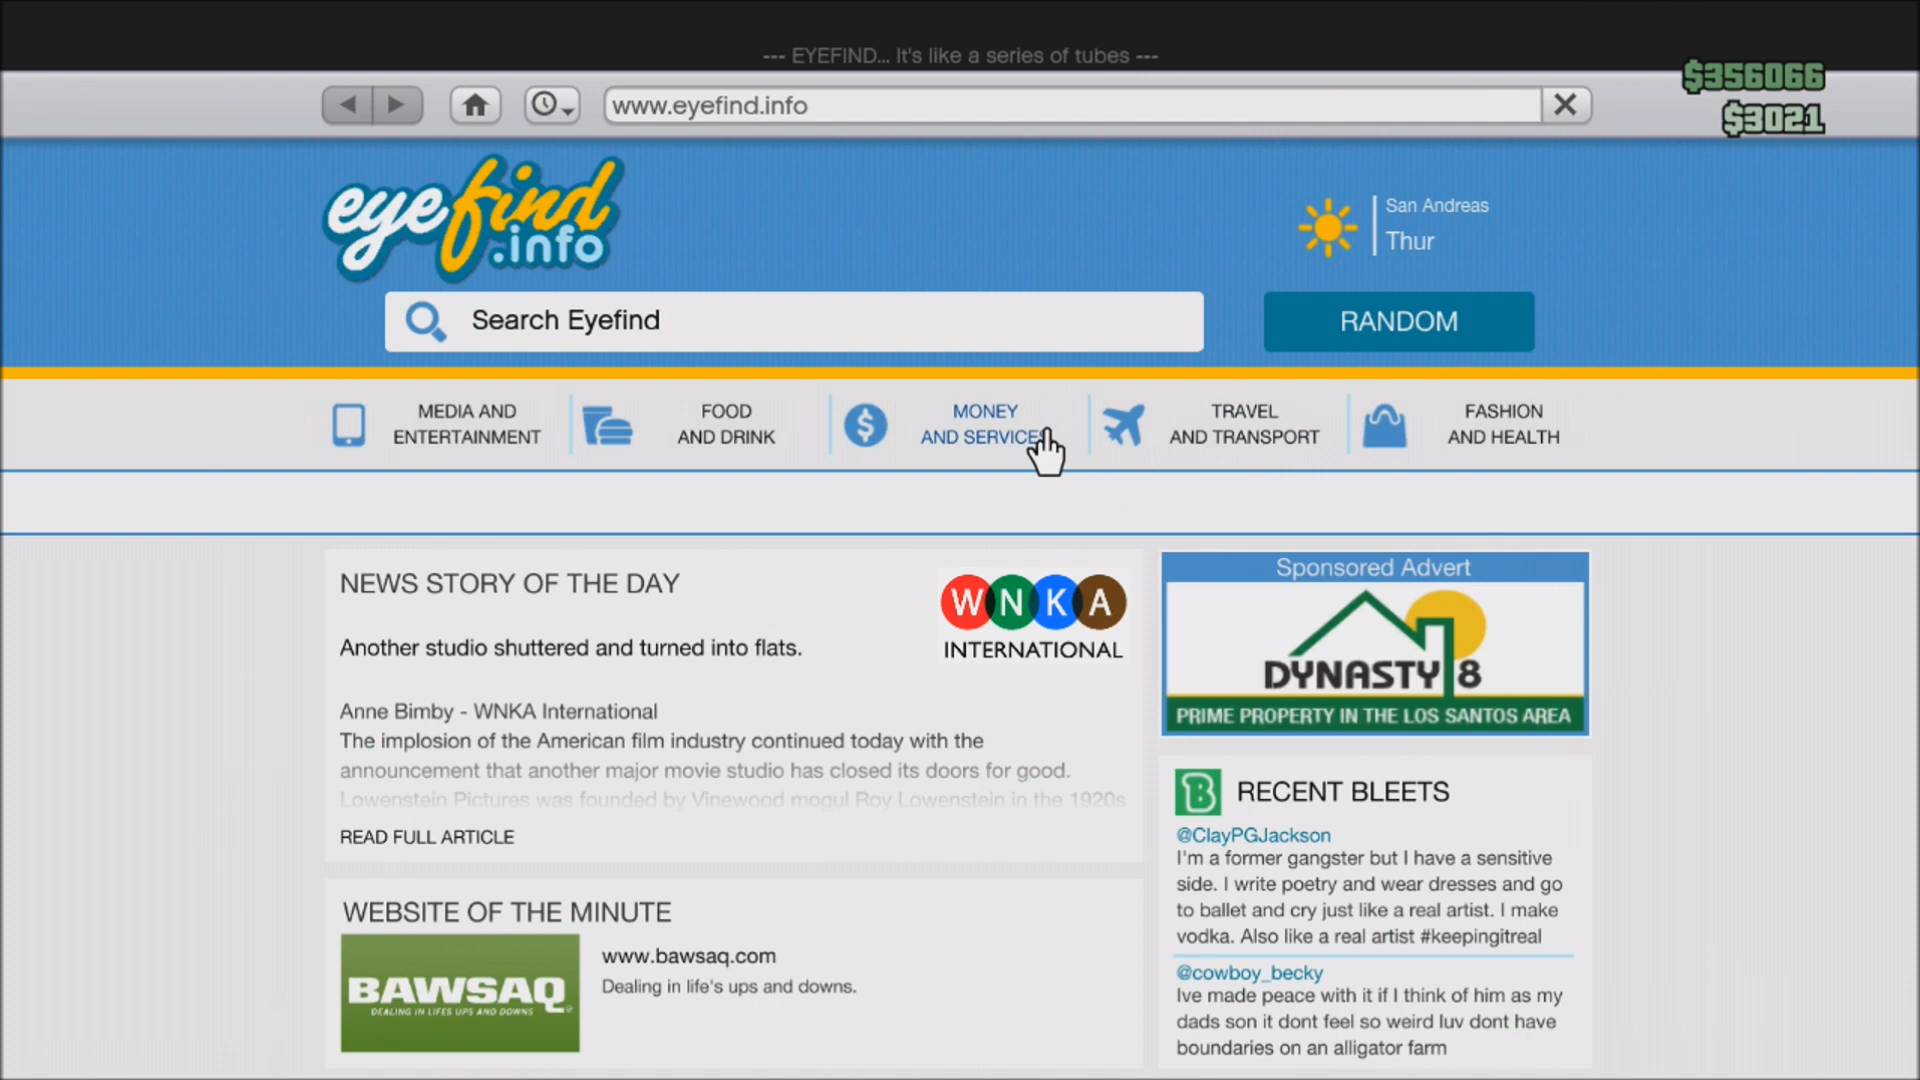 --- EYEFIND... It's like a series of tubes ---
$356066
$3021
www.eyefind.info
eyefind
.info
San Andreas
Thur
Search Eyefind
RANDOM
MEDIA AND
ENTERTAINMENT
FOOD
AND DRINK
MONEY
AND SERVICES
TRAVEL
AND TRANSPORT
FASHION
AND HEALTH
NEWS STORY OF THE DAY
WNKA
INTERNATIONAL
Another studio shuttered and turned into flats.
Anne Bimby - WNKA International
The implosion of the American film industry continued today with the
announcement that another major movie studio has closed its doors for good.
Lowenstein Pictures was founded by Vinewood mogul Roy Lowenstein in the 1920s
READ FULL ARTICLE
WEBSITE OF THE MINUTE
BAWSAQ
DEALING IN LIFES UPS AND DOWNS
www.bawsaq.com
Dealing in life's ups and downs.
Sponsored Advert
DYNASTY 8
PRIME PROPERTY IN THE LOS SANTOS AREA
B
RECENT BLEETS
@ClayPGJackson
I'm a former gangster but I have a sensitive
side. I write poetry and wear dresses and go
to ballet and cry just like a real artist. I make
vodka. Also like a real artist #keepingitreal
@cowboy_becky
Ive made peace with it if I think of him as my
dads son it dont feel so weird luv dont have
boundaries on an alligator farm